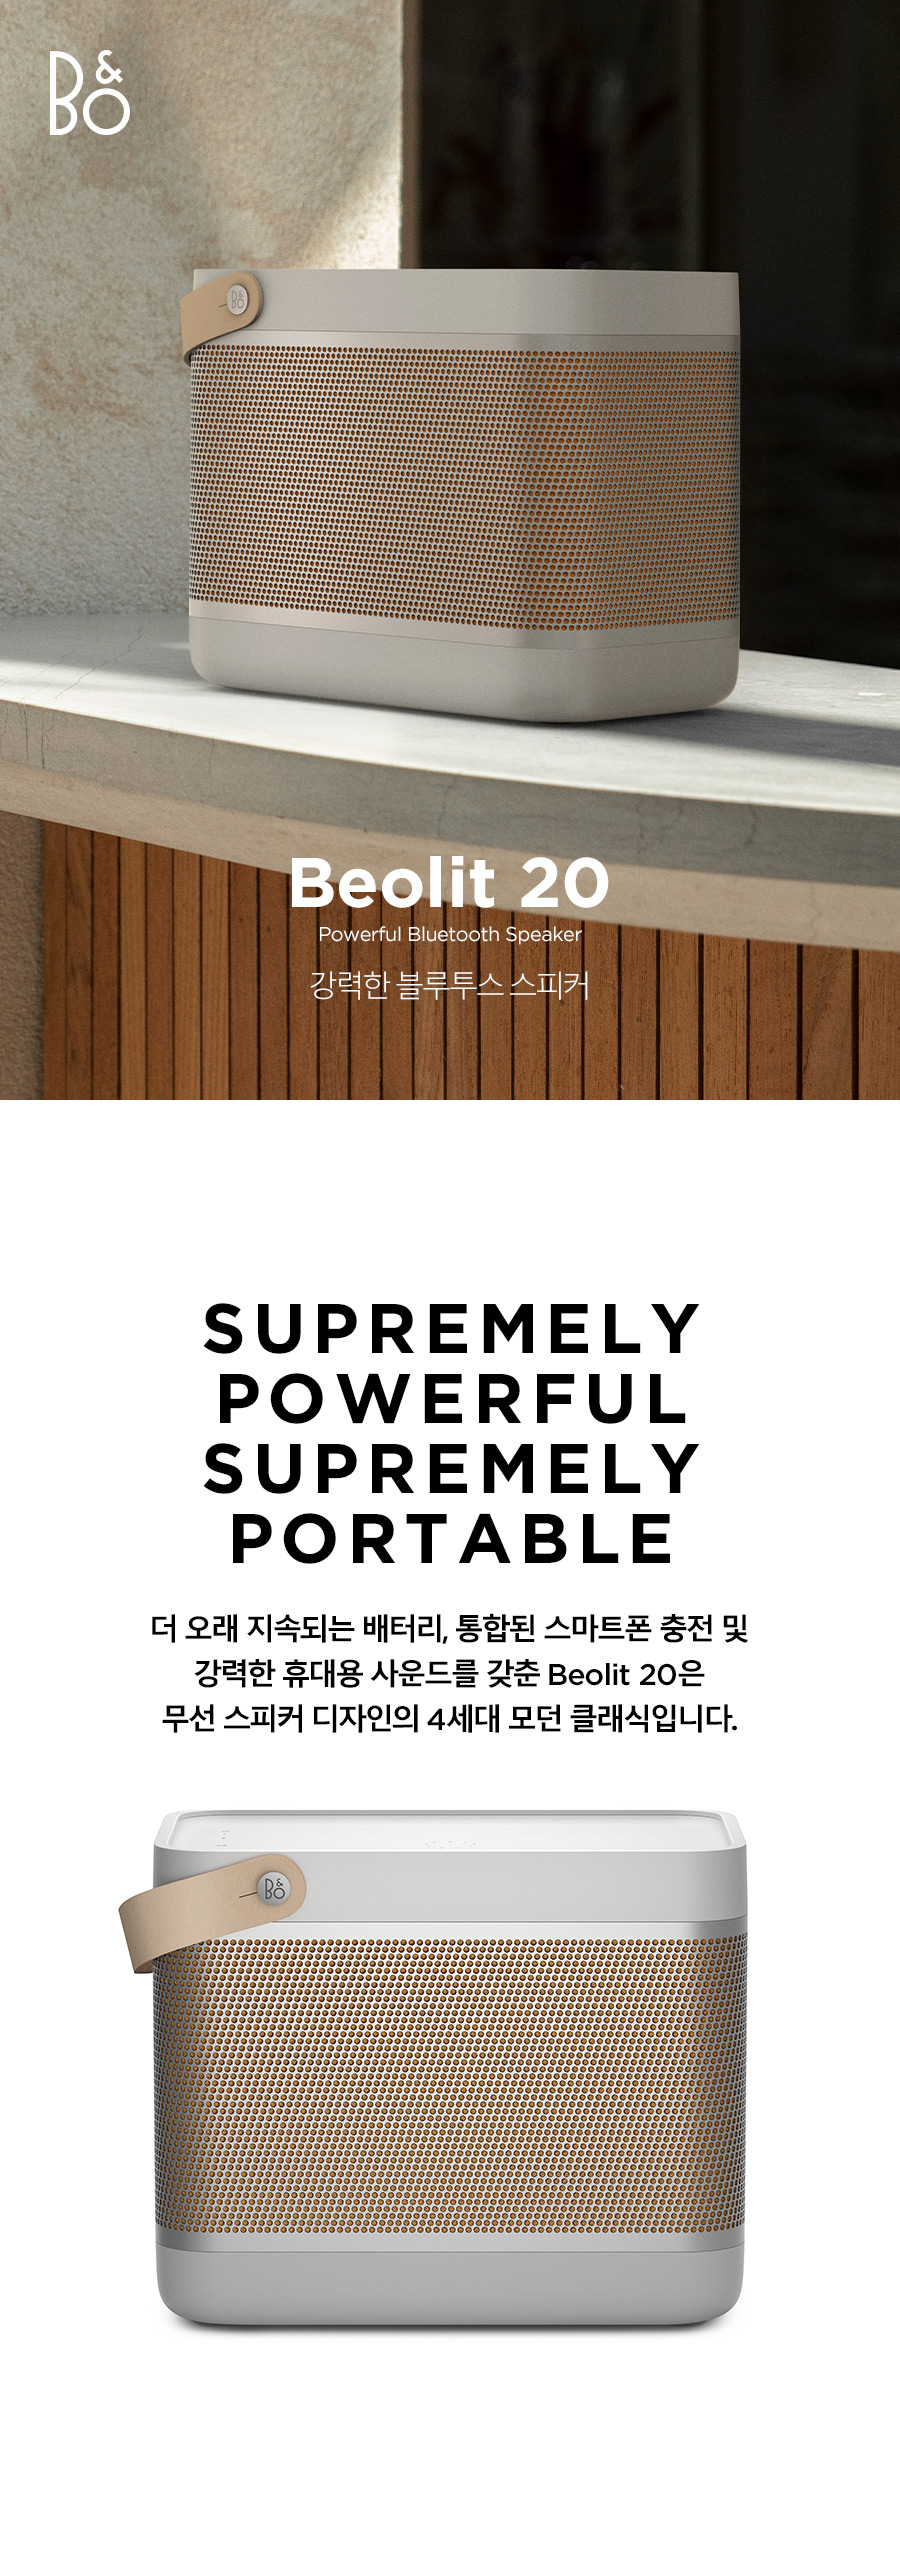 B&O
B&O
Beolit 20
Powerful Bluetooth Speaker
강력한 블루투스 스피커
SUPREMELY
POWERFUL
SUPREMELY
PORTABLE
더 오래 지속되는 배터리, 통합된 스마트폰 충전 및
강력한 휴대용 사운드를 갖춘 Beolit 20은
무선 스피커 디자인의 4세대 모던 클래식입니다.
B&O